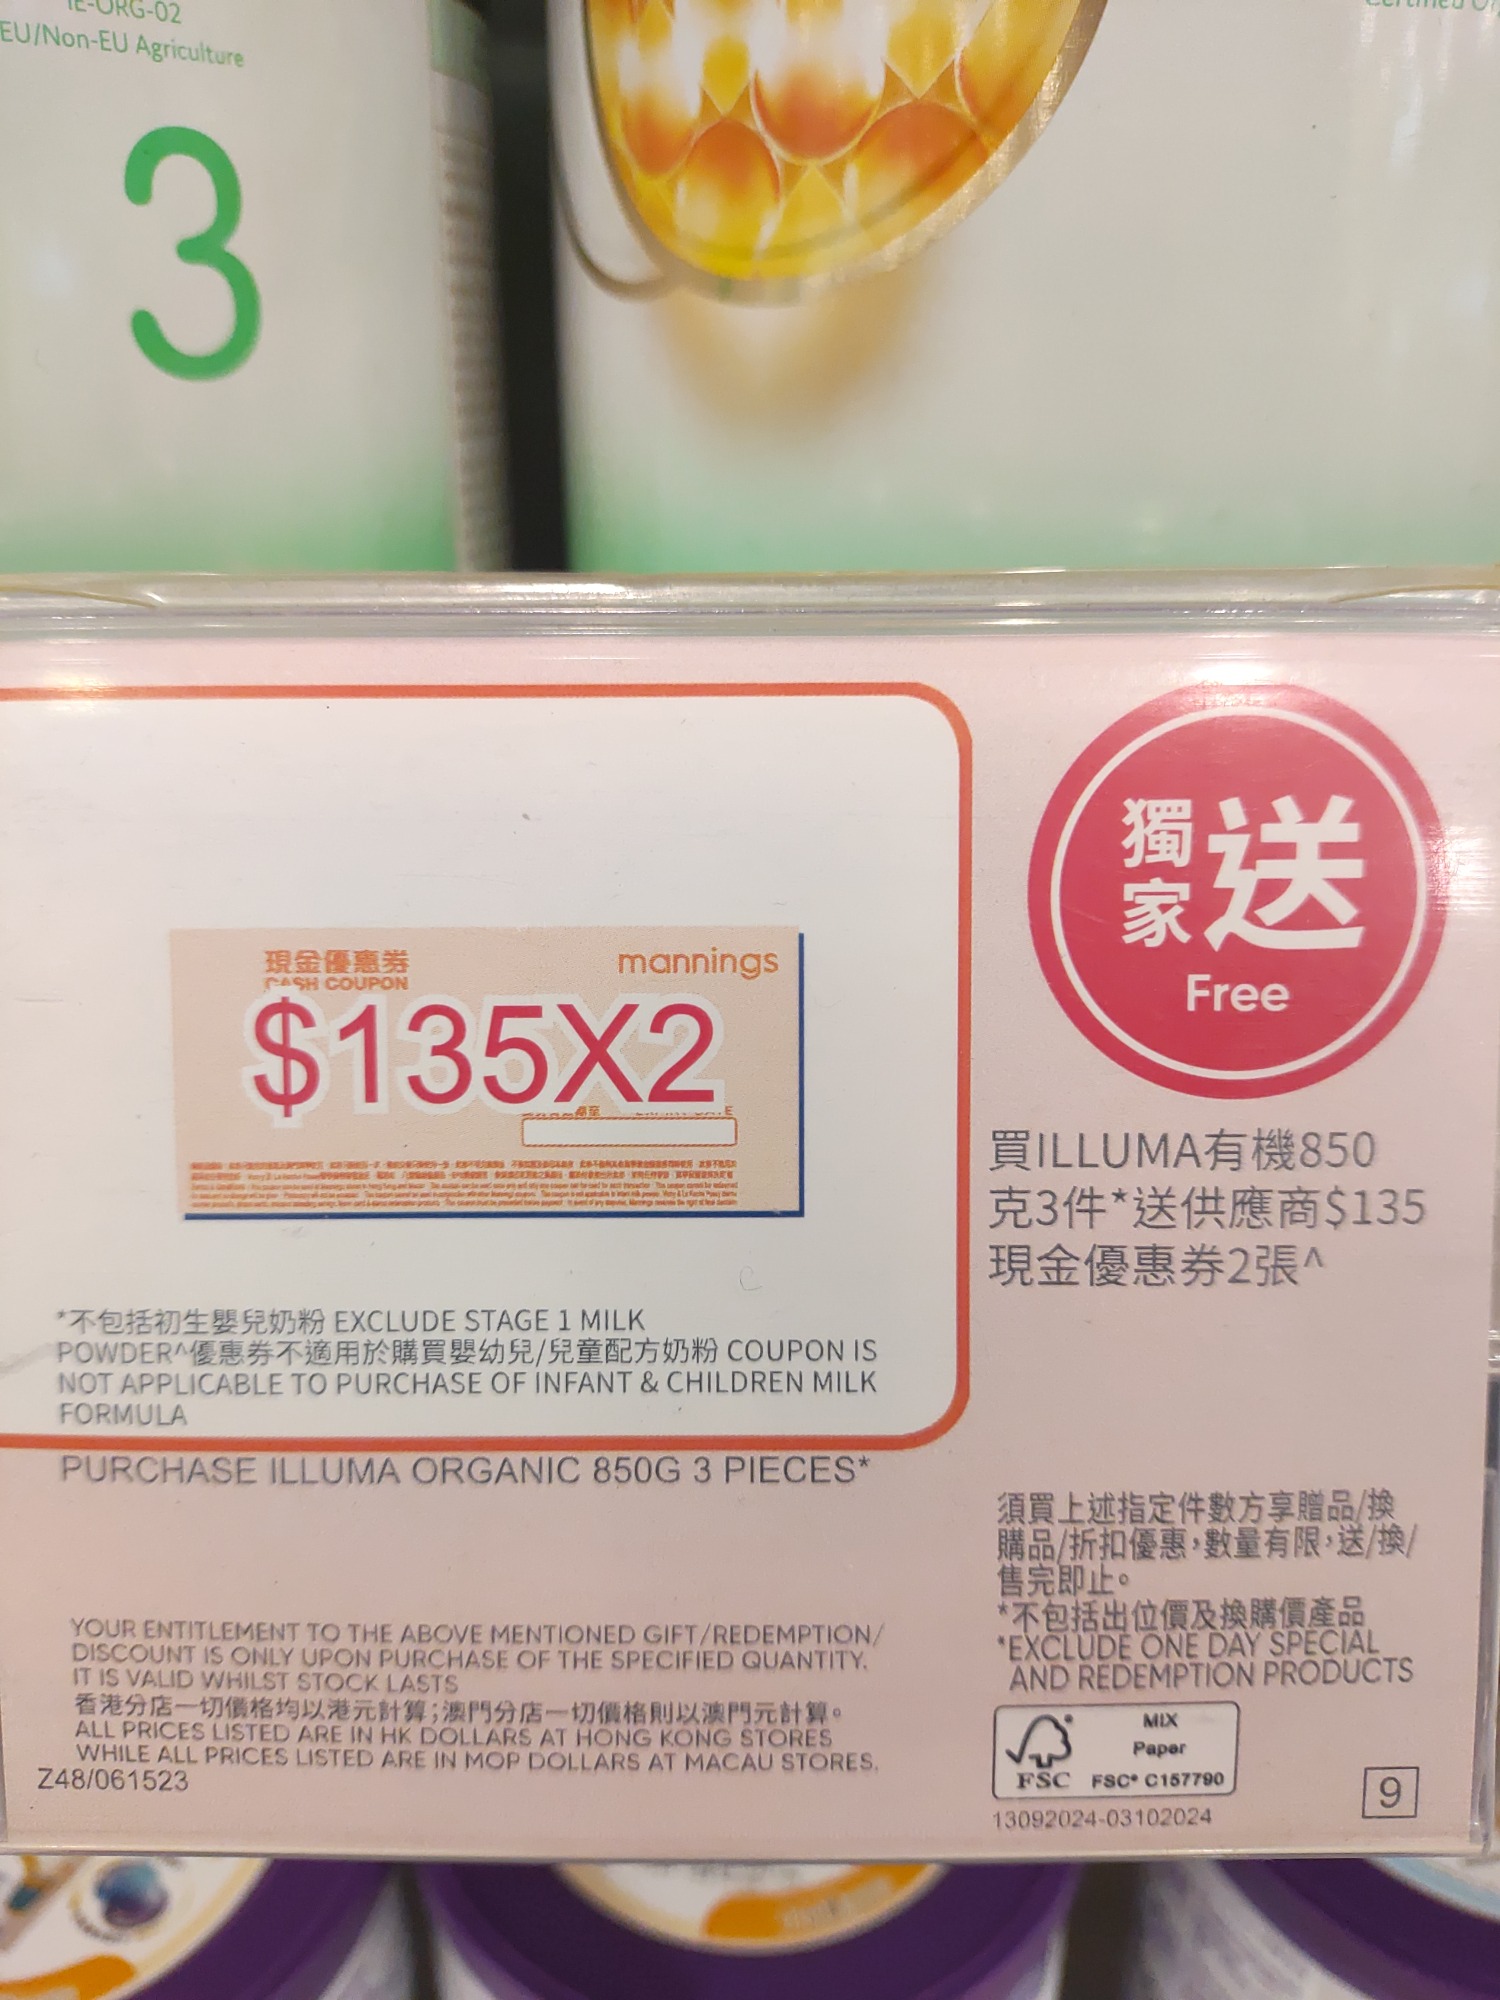 IE-ORG-02
EU/Non-EU Agriculture
3
獨家送
Free
現金優惠券
mannings
CASH COUPON
$135X2
買ILLUMA有機850
克3件*送供應商$135
現金優惠券2張^
*不包括初生嬰兒奶粉 EXCLUDE STAGE 1 MILK
POWDER^優惠券不適用於購買嬰幼兒/兒童配方奶粉 COUPON IS
NOT APPLICABLE TO PURCHASE OF INFANT & CHILDREN MILK
FORMULA
PURCHASE ILLUMA ORGANIC 850G 3 PIECES*
須買上述指定件數方享贈品/換
購品/折扣優惠，數量有限，送/換/
售完即止。
*不包括出位價及換購價產品
*EXCLUDE ONE DAY SPECIAL
AND REDEMPTION PRODUCTS
YOUR ENTITLEMENT TO THE ABOVE MENTIONED GIFT/REDEMPTION/
DISCOUNT IS ONLY UPON PURCHASE OF THE SPECIFIED QUANTITY.
IT IS VALID WHILST STOCK LASTS
香港分店一切價格均以港元計算；澳門分店一切價格則以澳門元計算。
ALL PRICES LISTED ARE IN HK DOLLARS AT HONG KONG STORES
WHILE ALL PRICES LISTED ARE IN MOP DOLLARS AT MACAU STORES.
Z48/061523
MIX
Paper
FSC FSC® C157790
13092024-03102024
9